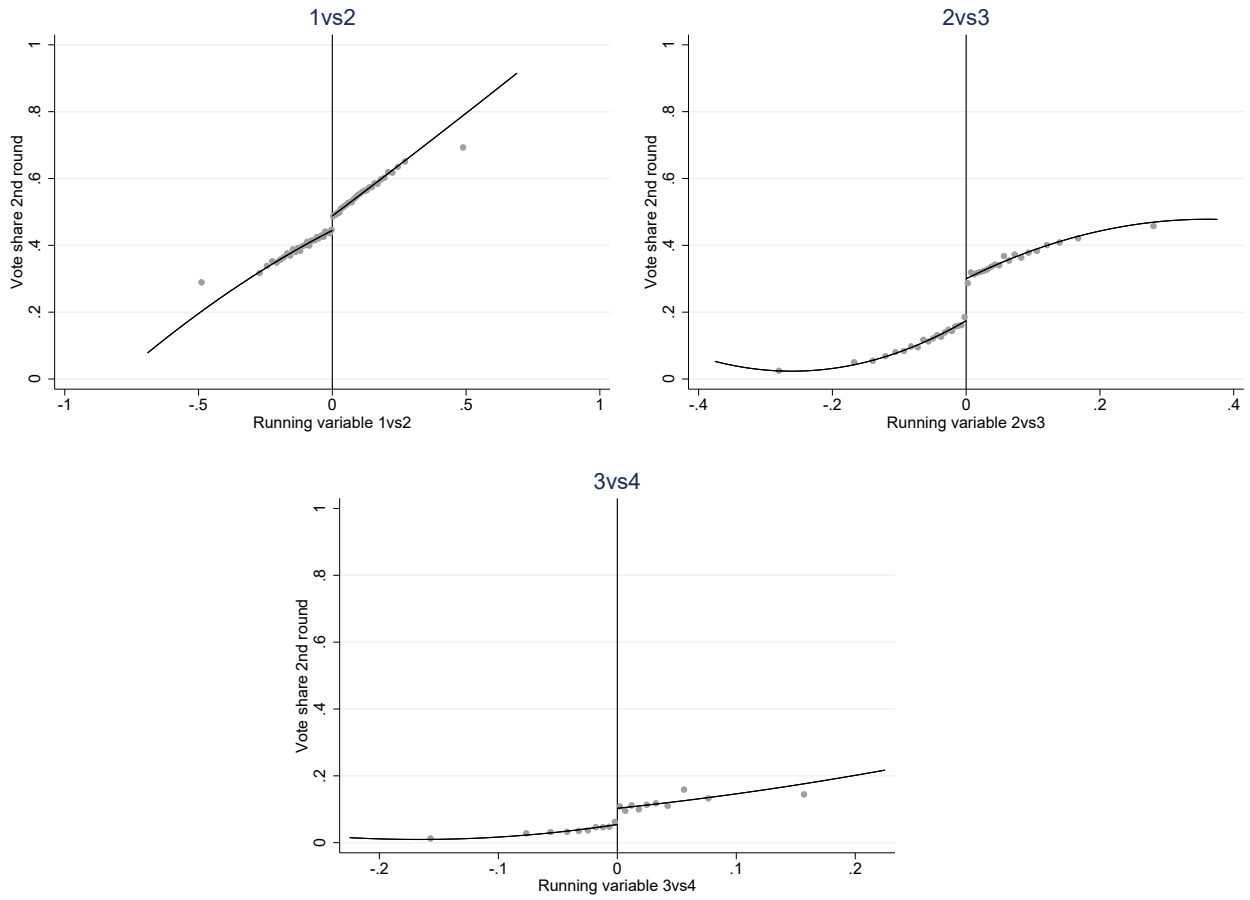 1vs2
Vote share 2nd round
0 .2 .4 .6 .8 1
-1 -.5 0 .5 1
Running variable 1vs2
2vs3
Vote share 2nd round
0 .2 .4 .6 .8 1
-.4 -.2 0 .2 .4
Running variable 2vs3
3vs4
Vote share 2nd round
0 .2 .4 .6 .8 1
-.2 -.1 0 .1 .2
Running variable 3vs4